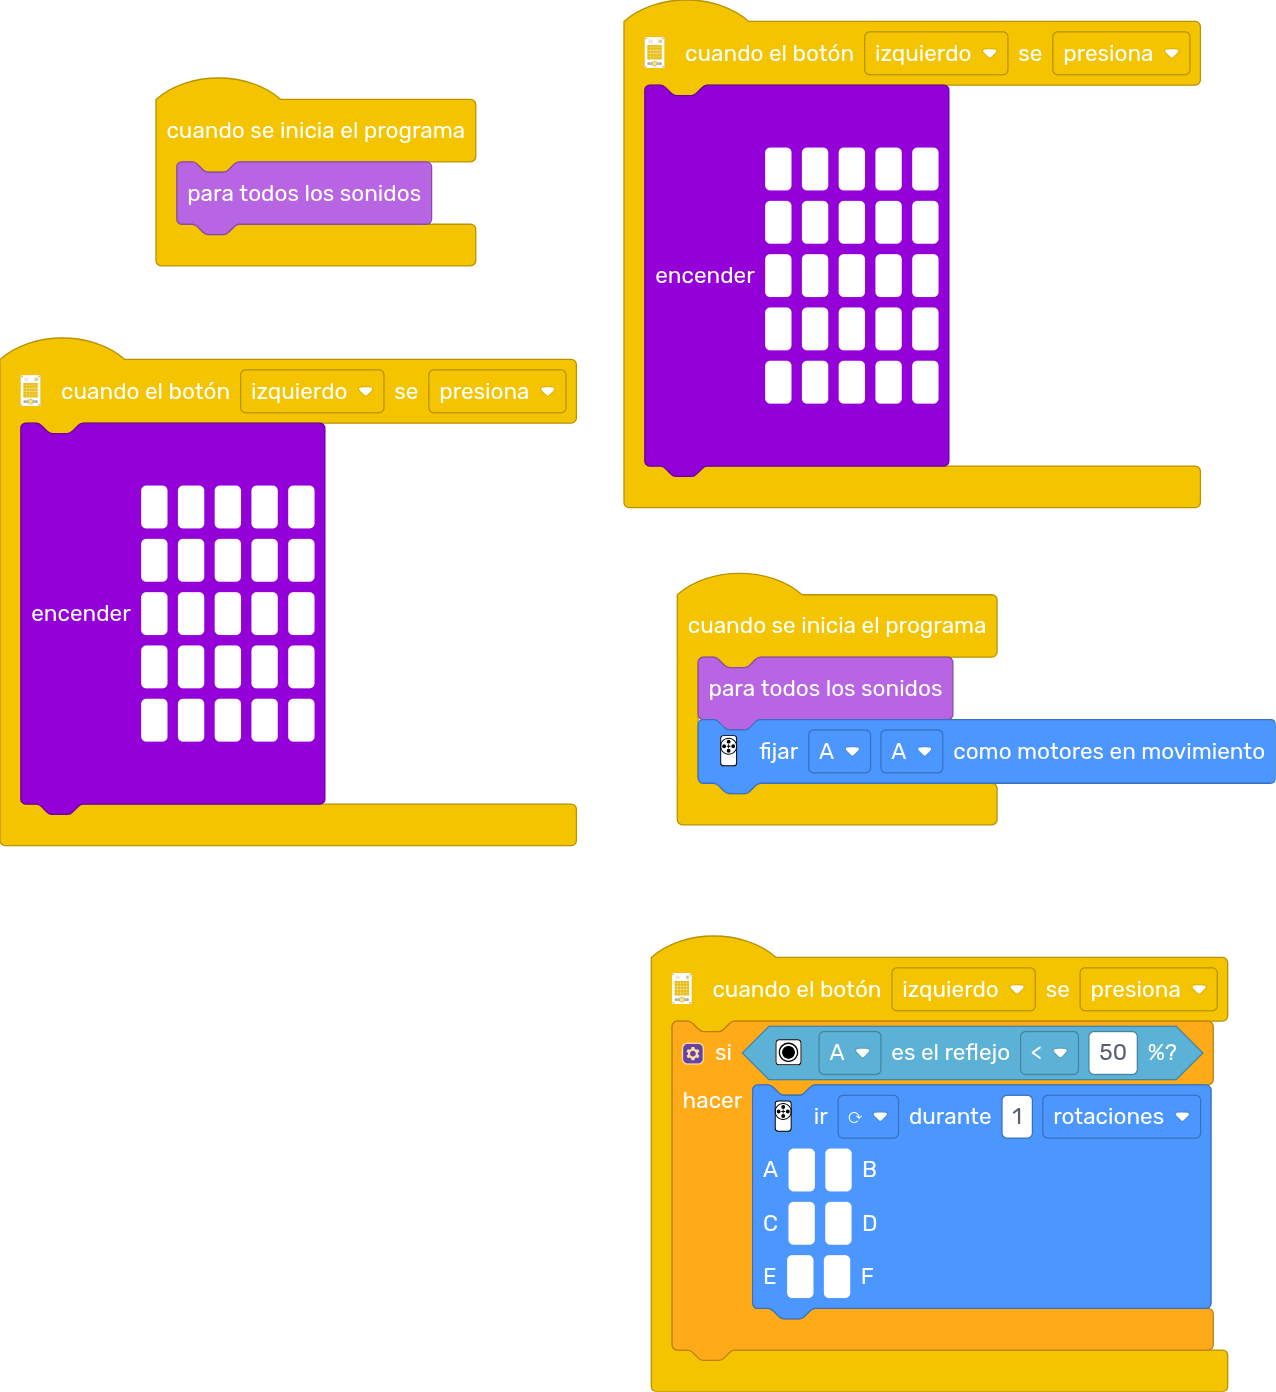 cuando se inicia el programa
para todos los sonidos
cuando el botón izquierdo se presiona
encender
cuando el botón izquierdo se presiona
encender
cuando se inicia el programa
para todos los sonidos
fijar A A como motores en movimiento
cuando el botón izquierdo se presiona
si A es el reflejo < 50 %?
hacer
ir ⟳ durante 1 rotaciones
A B
C D
E F